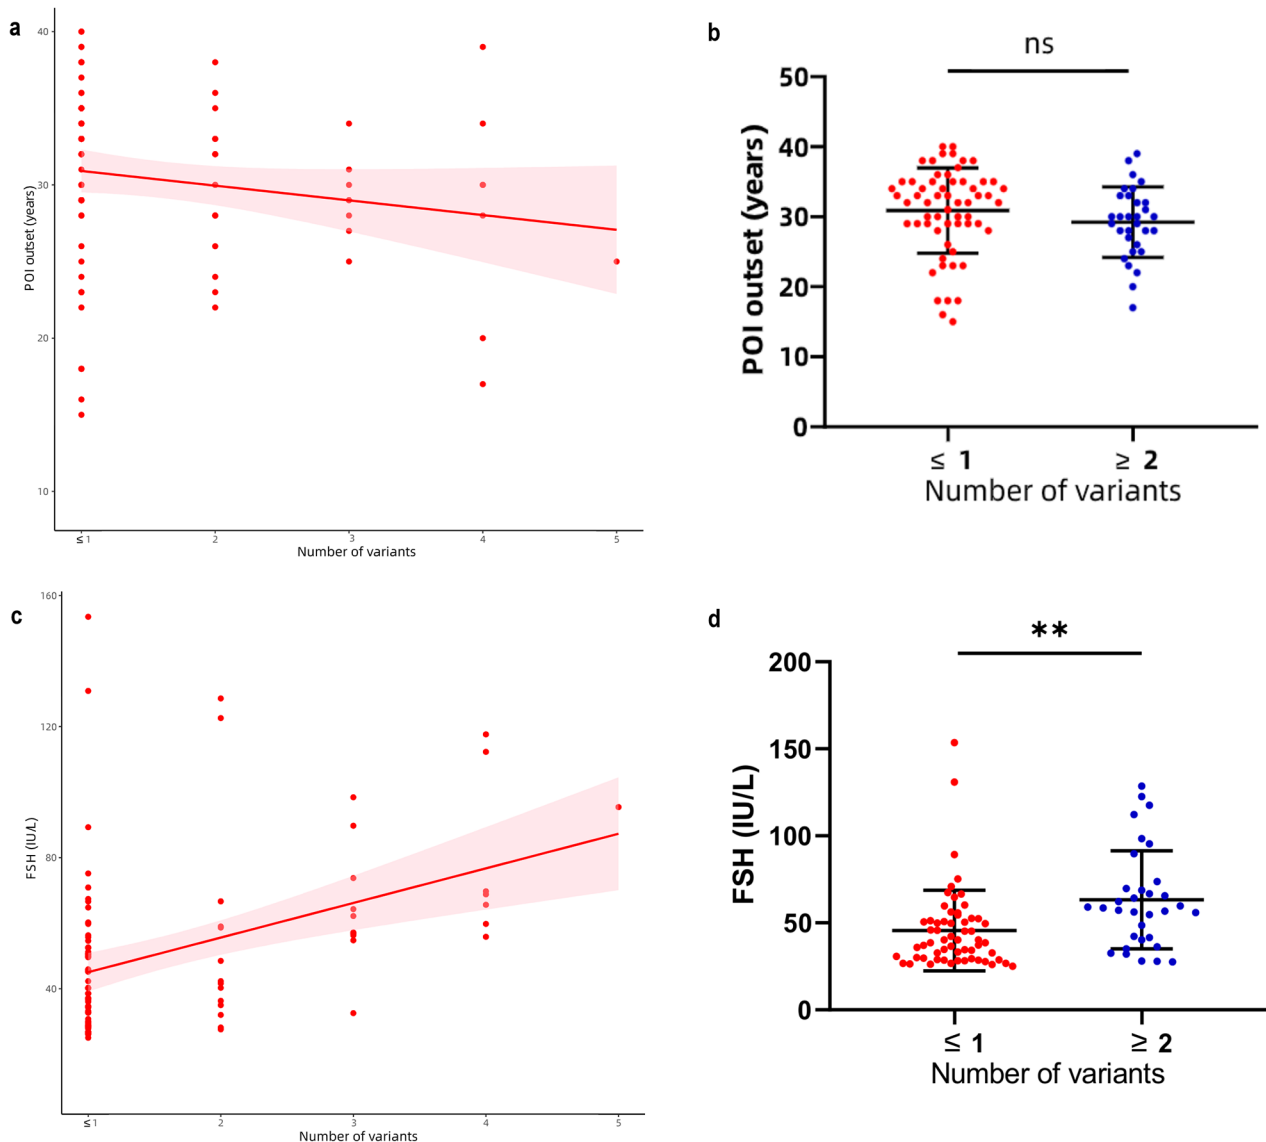 a
40
30
20
10
POI outset (years)
≤ 1
2
3
4
5
Number of variants
b
ns
50
40
30
20
10
0
POI outset (years)
≤ 1
≥ 2
Number of variants
c
160
120
80
40
FSH (IU/L)
≤ 1
2
3
4
5
Number of variants
d
**
200
150
100
50
0
FSH (IU/L)
≤ 1
≥ 2
Number of variants